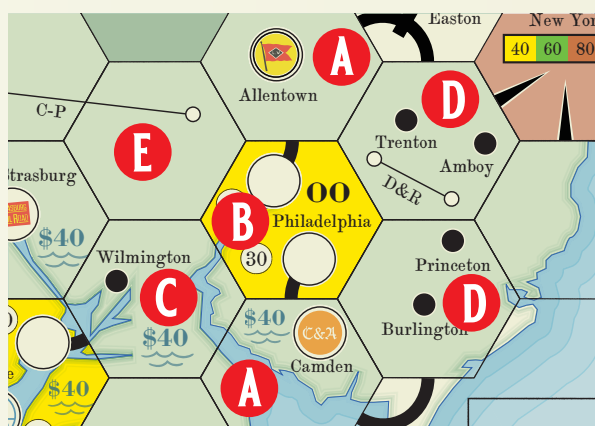 Easton
New Yor
40 60 80
A
Allentown
C-P
D
Trenton
Amboy
E
D&R
Strasburg
OO
Philadelphia
B
$40
30
Wilmington
Princeton
C
D
Burlington
$40
$40
C&A
Camden
A
$40
e